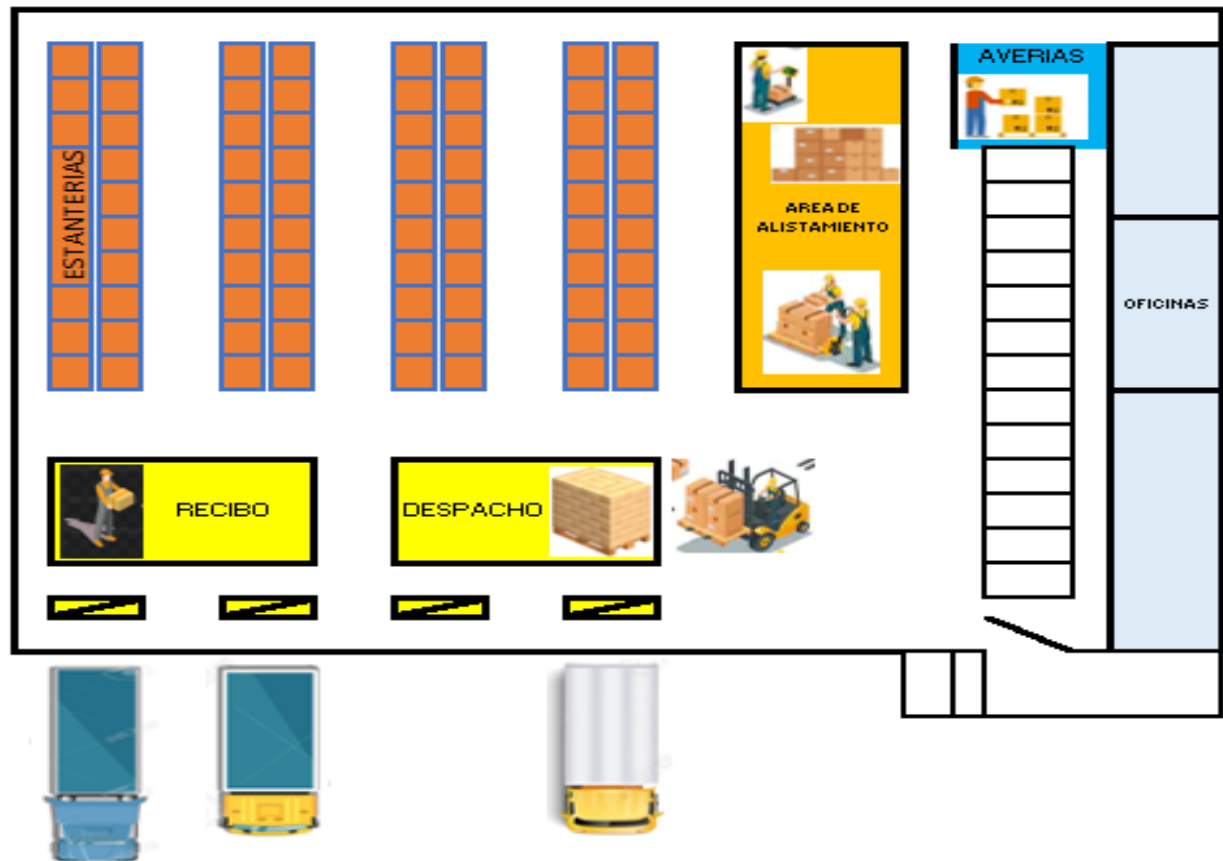 AVERIAS
ESTANTERIAS
AREA DE
ALISTAMIENTO
OFICINAS
RECIBO
DESPACHO